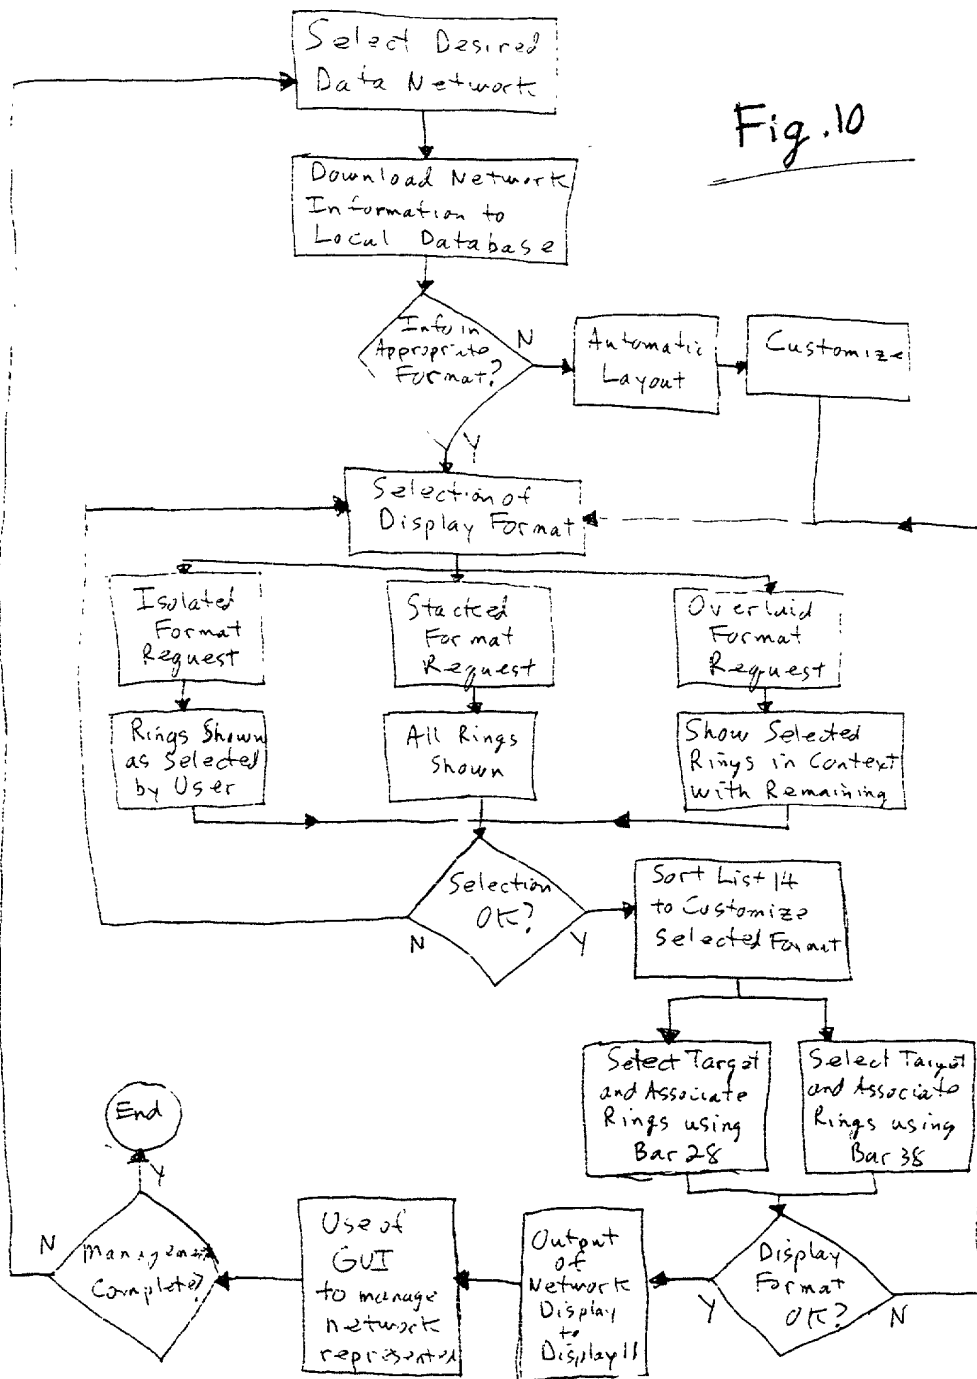 Select Desired
Data Network
Fig.10
Download Network
Information to
Local Database
Info in
Appropriate
Format?
N
Y
Automatic
Layout
Customize
Selection of
Display Format
Isolated
Format
Request
Stacked
Format
Request
Overlaid
Format
Request
Rings Shown
as Selected
by User
All Rings
Shown
Show Selected
Rings in Context
with Remaining
Selection
OK?
N
Y
Sort List 14
to Customize
Selected Format
Select Target
and Associate
Rings using
Bar 28
Select Target
and Associate
Rings using
Bar 38
Display
Format
OK?
Y
N
Output
of
Network
Display
to
Display 11
Use of
GUI
to manage
network
represented
Management
Complete?
N
Y
End